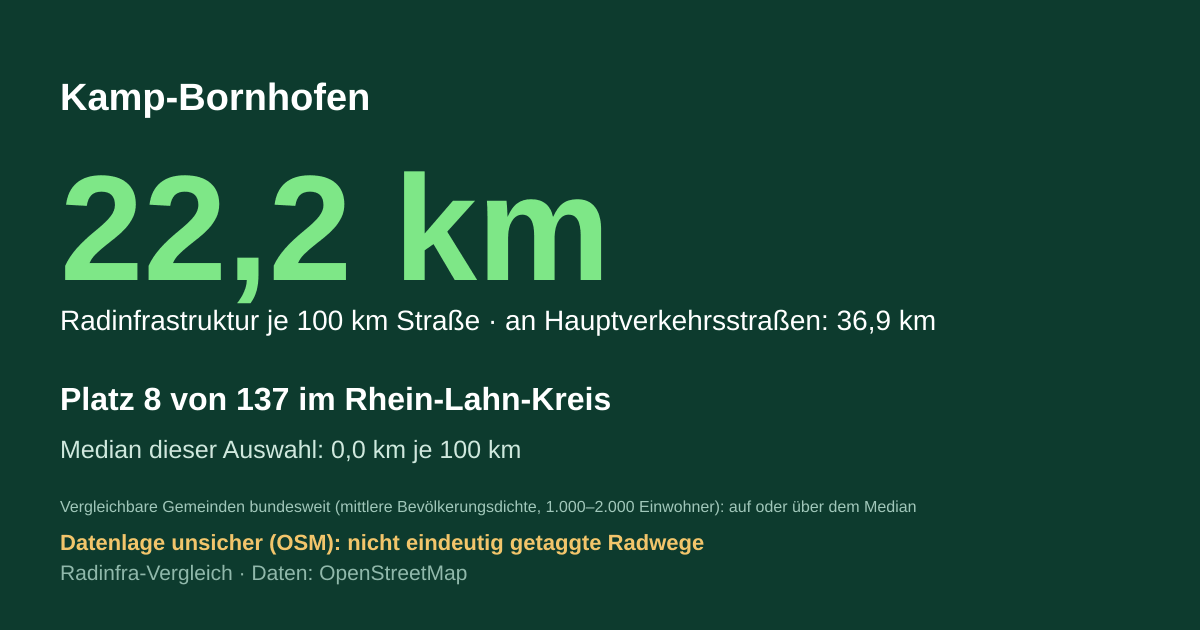 Kamp-Bornhofen
22,2 km
Radinfrastruktur je 100 km Straße · an Hauptverkehrsstraßen: 36,9 km
Platz 8 von 137 im Rhein-Lahn-Kreis
Median dieser Auswahl: 0,0 km je 100 km
Vergleichbare Gemeinden bundesweit (mittlere Bevölkerungsdichte, 1.000–2.000 Einwohner): auf oder über dem Median
Datenlage unsicher (OSM): nicht eindeutig getaggte Radwege
Radinfra-Vergleich · Daten: OpenStreetMap